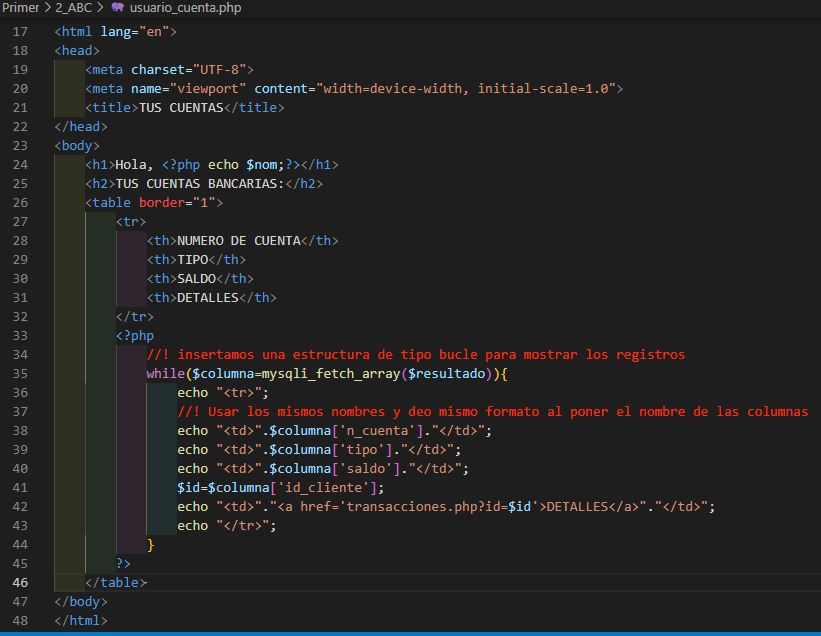 Primer > 2_ABC > usuario_cuenta.php
17 <html lang="en">
18 <head>
19 <meta charset="UTF-8">
20 <meta name="viewport" content="width=device-width, initial-scale=1.0">
21 <title>TUS CUENTAS</title>
22 </head>
23 <body>
24 <h1>Hola, <?php echo $nom;?></h1>
25 <h2>TUS CUENTAS BANCARIAS:</h2>
26 <table border="1">
27 <tr>
28 <th>NUMERO DE CUENTA</th>
29 <th>TIPO</th>
30 <th>SALDO</th>
31 <th>DETALLES</th>
32 </tr>
33 <?php
34 //! insertamos una estructura de tipo bucle para mostrar los registros
35 while($columna=mysqli_fetch_array($resultado)){
36 echo "<tr>";
37 //! Usar los mismos nombres y deo mismo formato al poner el nombre de las columnas
38 echo "<td>".$columna['n_cuenta']."</td>";
39 echo "<td>".$columna['tipo']."</td>";
40 echo "<td>".$columna['saldo']."</td>";
41 $id=$columna['id_cliente'];
42 echo "<td>"."<a href='transacciones.php?id=$id'>DETALLES</a>"."</td>";
43 echo "</tr>";
44 }
45 ?>
46 </table>
47 </body>
48 </html>